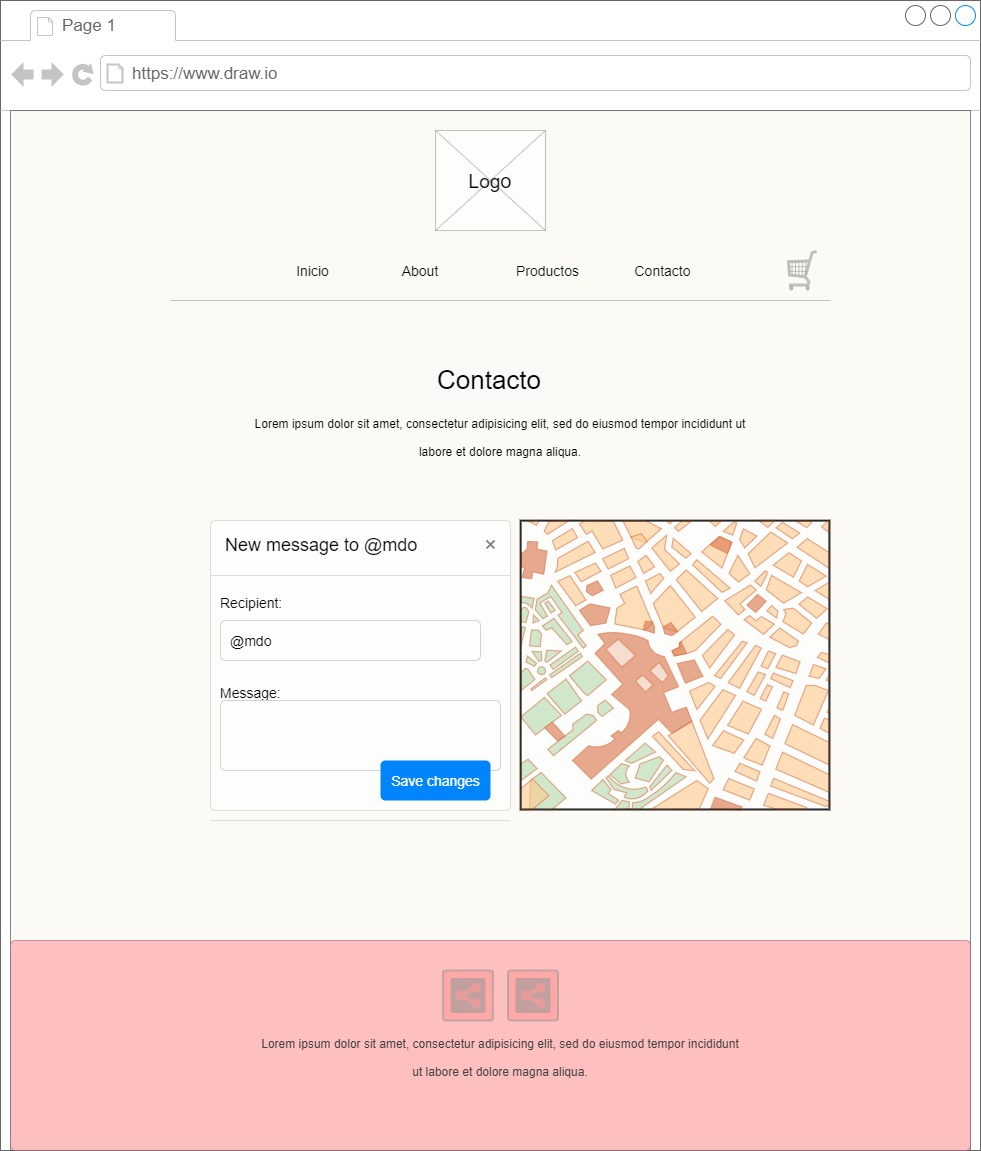 Page 1
https://www.draw.io
Logo
Inicio About Productos Contacto
Contacto
Lorem ipsum dolor sit amet, consectetur adipisicing elit, sed do eiusmod tempor incididunt ut
labore et dolore magna aliqua.
New message to @mdo ×
Recipient:
@mdo
Message:
Save changes
Lorem ipsum dolor sit amet, consectetur adipisicing elit, sed do eiusmod tempor incididunt
ut labore et dolore magna aliqua.